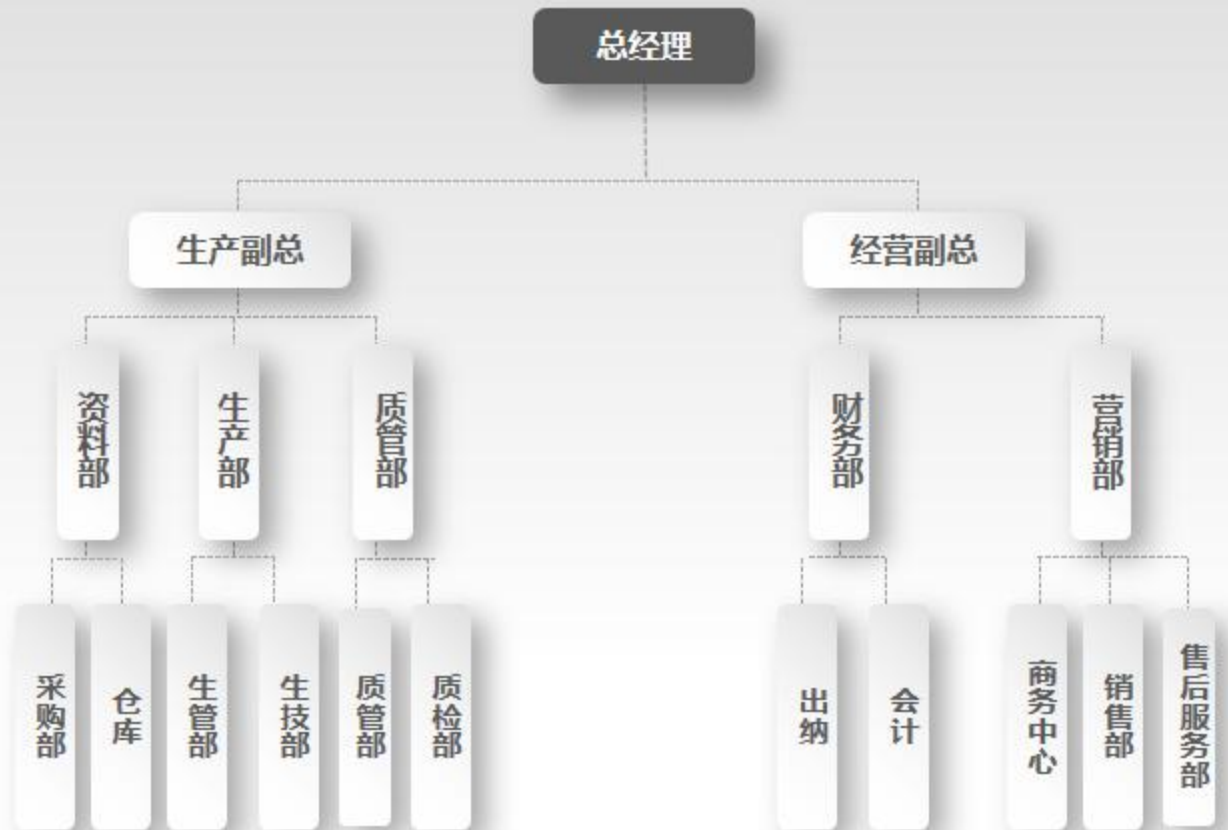 总经理
生产副总
经营副总
资料部
生产部
质管部
财务部
营销部
采购部
仓库
生管部
生技部
质管部
质检部
出纳
会计
商务中心
销售部
售后服务部